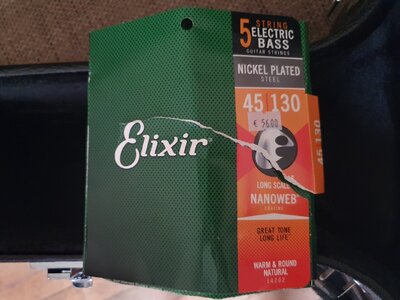 5 STRING
ELECTRIC
BASS
GUITAR STRINGS
NICKEL PLATED
STEEL
45 130
€ 56.00
45 130
Elixir®
LONG SCALE
NANOWEB®
COATING
GREAT TONE
LONG LIFE®
WARM & ROUND
NATURAL
14202